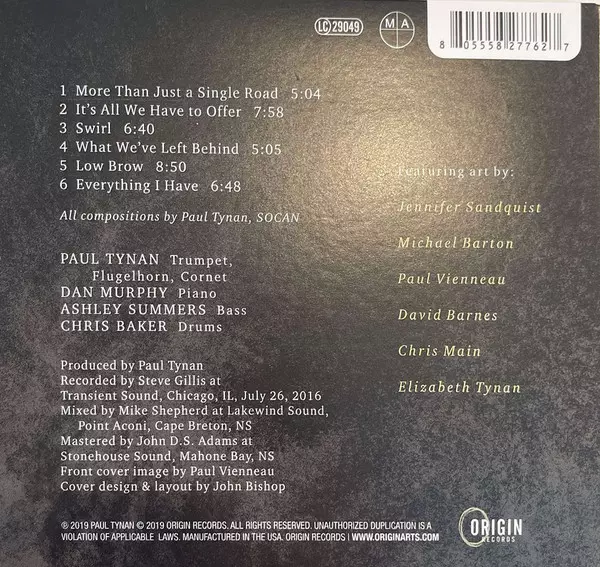 LC 29049
M A
8 05558 27762 7
1 More Than Just a Single Road 5:04
2 It's All We Have to Offer 7:58
3 Swirl 6:40
4 What We've Left Behind 5:05
5 Low Brow 8:50
6 Everything I Have 6:48
All compositions by Paul Tynan, SOCAN
PAUL TYNAN Trumpet,
Flugelhorn, Cornet
DAN MURPHY Piano
ASHLEY SUMMERS Bass
CHRIS BAKER Drums
Produced by Paul Tynan
Recorded by Steve Gillis at
Transient Sound, Chicago, IL, July 26, 2016
Mixed by Mike Shepherd at Lakewind Sound,
Point Aconi, Cape Breton, NS
Mastered by John D.S. Adams at
Stonehouse Sound, Mahone Bay, NS
Front cover image by Paul Vienneau
Cover design & layout by John Bishop
Featuring art by:
Jennifer Sandquist
Michael Barton
Paul Vienneau
David Barnes
Chris Main
Elizabeth Tynan
℗ 2019 PAUL TYNAN © 2019 ORIGIN RECORDS. ALL RIGHTS RESERVED. UNAUTHORIZED DUPLICATION IS A
VIOLATION OF APPLICABLE LAWS. MANUFACTURED IN THE USA. ORIGIN RECORDS | WWW.ORIGINARTS.COM
ORIGIN
RECORDS